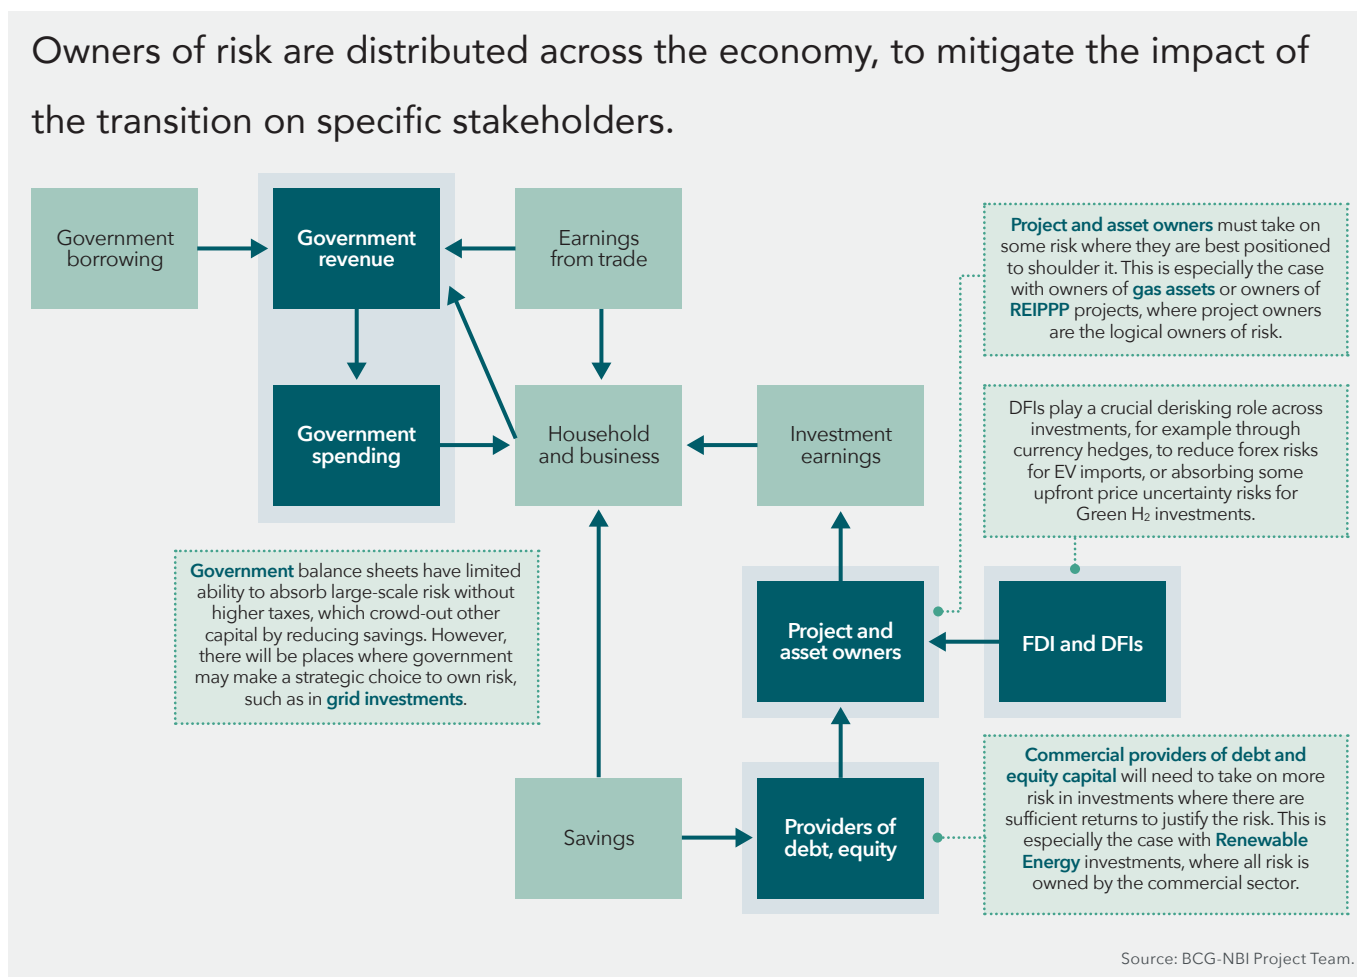 Owners of risk are distributed across the economy, to mitigate the impact of
the transition on specific stakeholders.
Government
borrowing
Government
revenue
Earnings
from trade
Government
spending
Household
and business
Investment
earnings
Project and asset owners must take on
some risk where they are best positioned
to shoulder it. This is especially the case
with owners of gas assets or owners of
REIPPP projects, where project owners
are the logical owners of risk.
DFIs play a crucial derisking role across
investments, for example through
currency hedges, to reduce forex risks
for EV imports, or absorbing some
upfront price uncertainty risks for
Green H₂ investments.
Government balance sheets have limited
ability to absorb large-scale risk without
higher taxes, which crowd-out other
capital by reducing savings. However,
there will be places where government
may make a strategic choice to own risk,
such as in grid investments.
Project and
asset owners
FDI and DFIs
Savings
Providers of
debt, equity
Commercial providers of debt and
equity capital will need to take on more
risk in investments where there are
sufficient returns to justify the risk. This is
especially the case with Renewable
Energy investments, where all risk is
owned by the commercial sector.
Source: BCG-NBI Project Team.